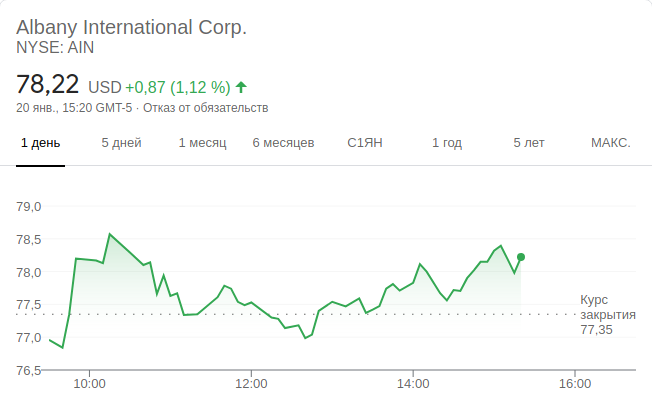 Albany International Corp.
NYSE: AIN
78,22 USD +0,87 (1,12 %)
20 янв., 15:20 GMT-5 · Отказ от обязательств
1 день 5 дней 1 месяц 6 месяцев С1ЯН 1 год 5 лет МАКС.
79,0
78,5
78,0
77,5
77,0
76,5
Курс
закрытия
77,35
10:00 12:00 14:00 16:00